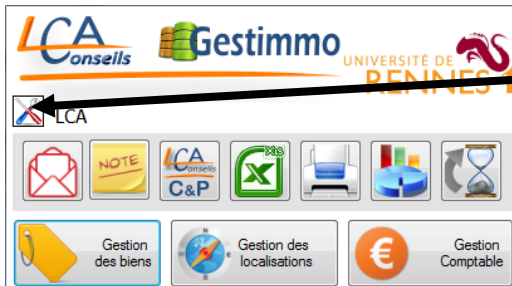 LCA
Conseils
Gestimmo
UNIVERSITÉ DE
RENNES 1
LCA
NOTE
LCA
Conseils
C&P
Xls
X
Gestion
des biens
Gestion des
localisations
€
Gestion
Comptable